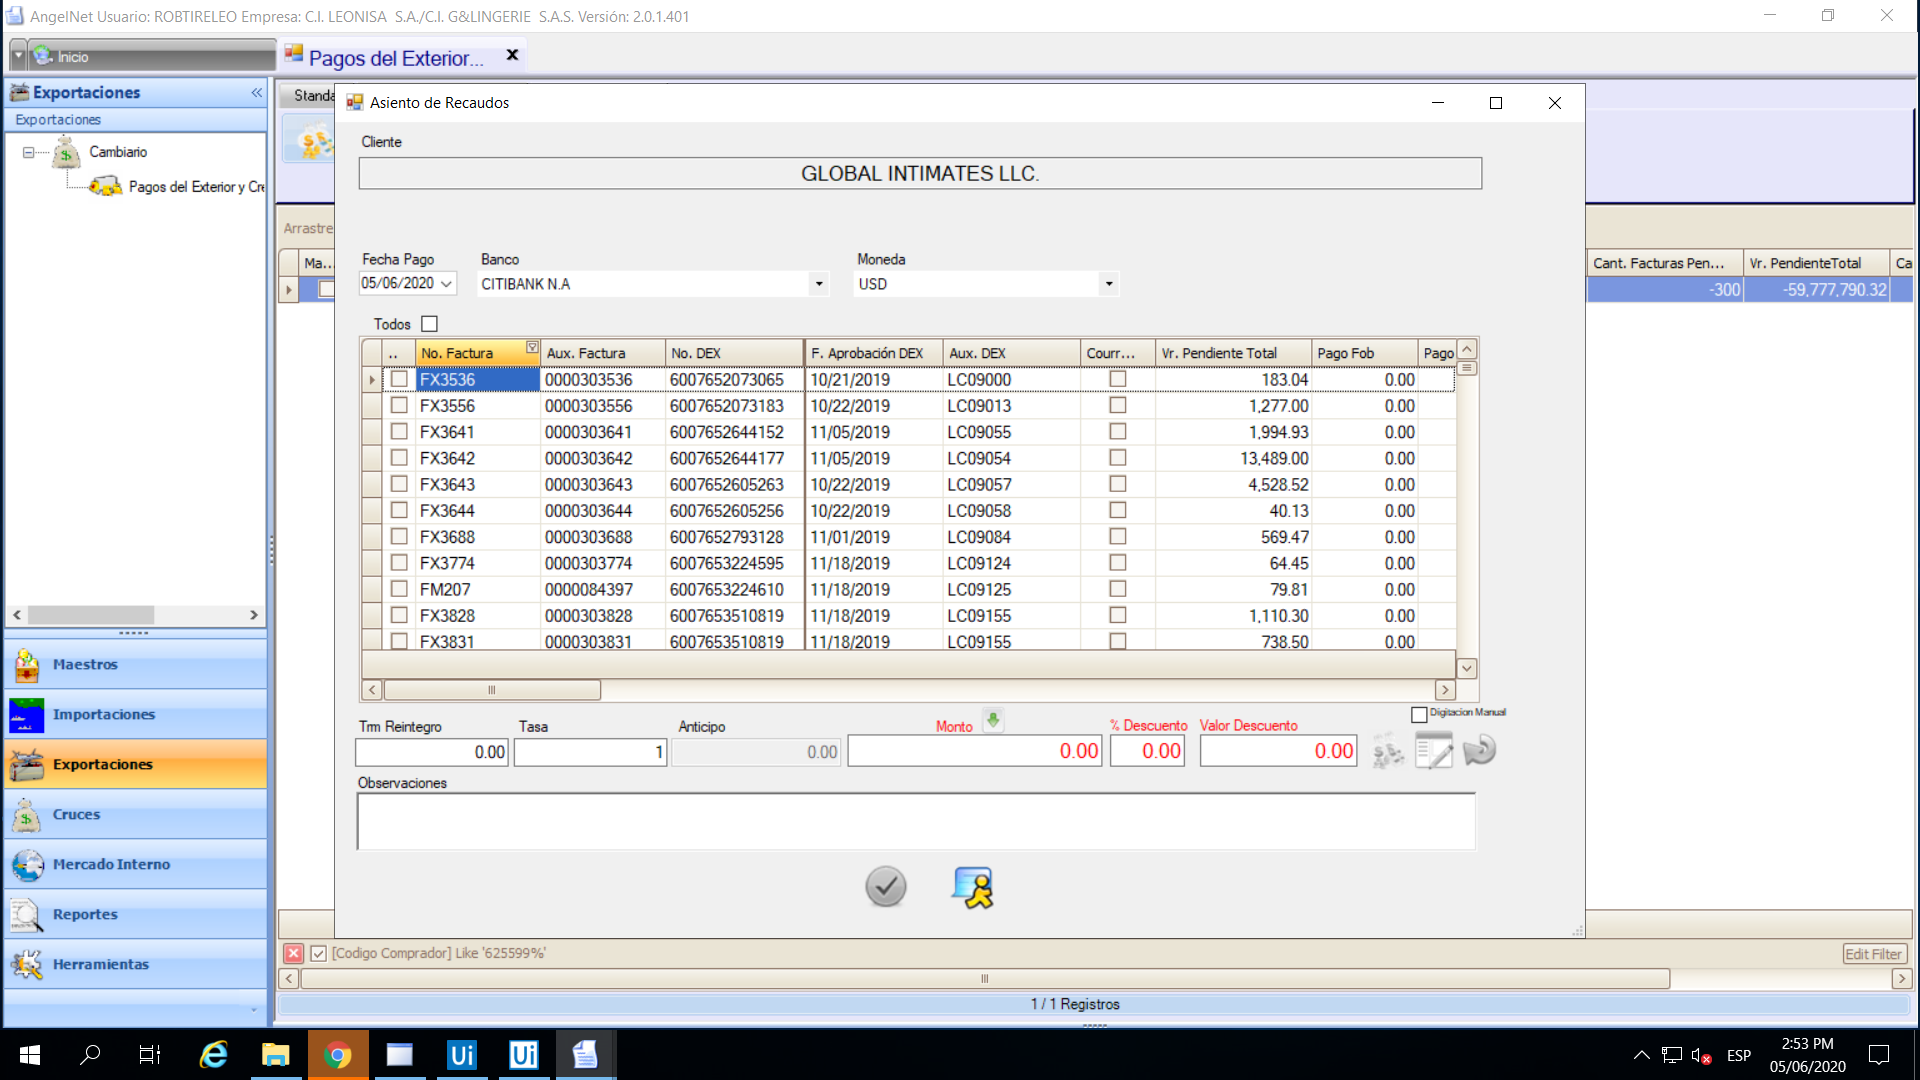 AngelNet Usuario: ROBTIRELEO Empresa: C.I. LEONISA S.A./C.I. G&LINGERIE S.A.S. Versión: 2.0.1.401
Inicio
Pagos del Exterior...
Exportaciones
Exportaciones
Cambiario
Pagos del Exterior y Cre
Maestros
Importaciones
Exportaciones
Cruces
Mercado Interno
Reportes
Herramientas
Standa
Arrastre
Ma...
Cant. Facturas Pen... Vr. PendienteTotal Ca
-300 -59,777,790.32
Asiento de Recaudos
Cliente
GLOBAL INTIMATES LLC.
Fecha Pago Banco Moneda
05/06/2020 CITIBANK N.A USD
Todos
.. No. Factura Aux. Factura No. DEX F. Aprobación DEX Aux. DEX Courr... Vr. Pendiente Total Pago Fob Pago
FX3536 0000303536 6007652073065 10/21/2019 LC09000 183.04 0.00
FX3556 0000303556 6007652073183 10/22/2019 LC09013 1,277.00 0.00
FX3641 0000303641 6007652644152 11/05/2019 LC09055 1,994.93 0.00
FX3642 0000303642 6007652644177 11/05/2019 LC09054 13,489.00 0.00
FX3643 0000303643 6007652605263 10/22/2019 LC09057 4,528.52 0.00
FX3644 0000303644 6007652605256 10/22/2019 LC09058 40.13 0.00
FX3688 0000303688 6007652793128 11/01/2019 LC09084 569.47 0.00
FX3774 0000303774 6007653224595 11/18/2019 LC09124 64.45 0.00
FM207 0000084397 6007653224610 11/18/2019 LC09125 79.81 0.00
FX3828 0000303828 6007653510819 11/18/2019 LC09155 1,110.30 0.00
FX3831 0000303831 6007653510819 11/18/2019 LC09155 738.50 0.00
Trm Reintegro Tasa Anticipo Monto % Descuento Valor Descuento Digitacion Manual
0.00 1 0.00 0.00 0.00 0.00
Observaciones
[Codigo Comprador] Like '625599%' Edit Filter
1 / 1 Registros
Ui Ui
ESP
2:53 PM
05/06/2020